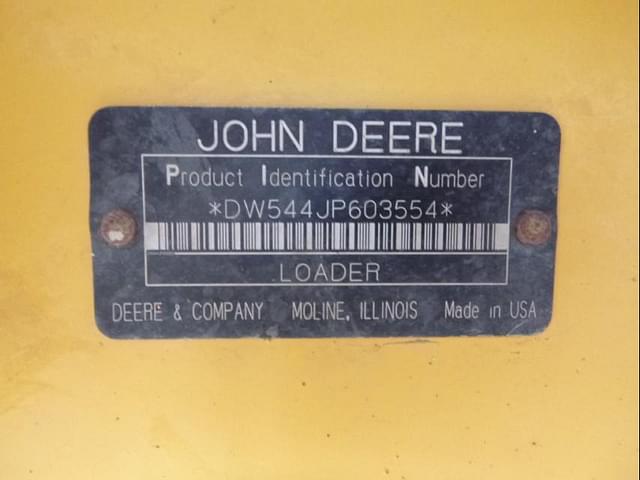 JOHN DEERE
Product Identification Number
*DW544JP603554*
LOADER
DEERE & COMPANY MOLINE, ILLINOIS Made in USA